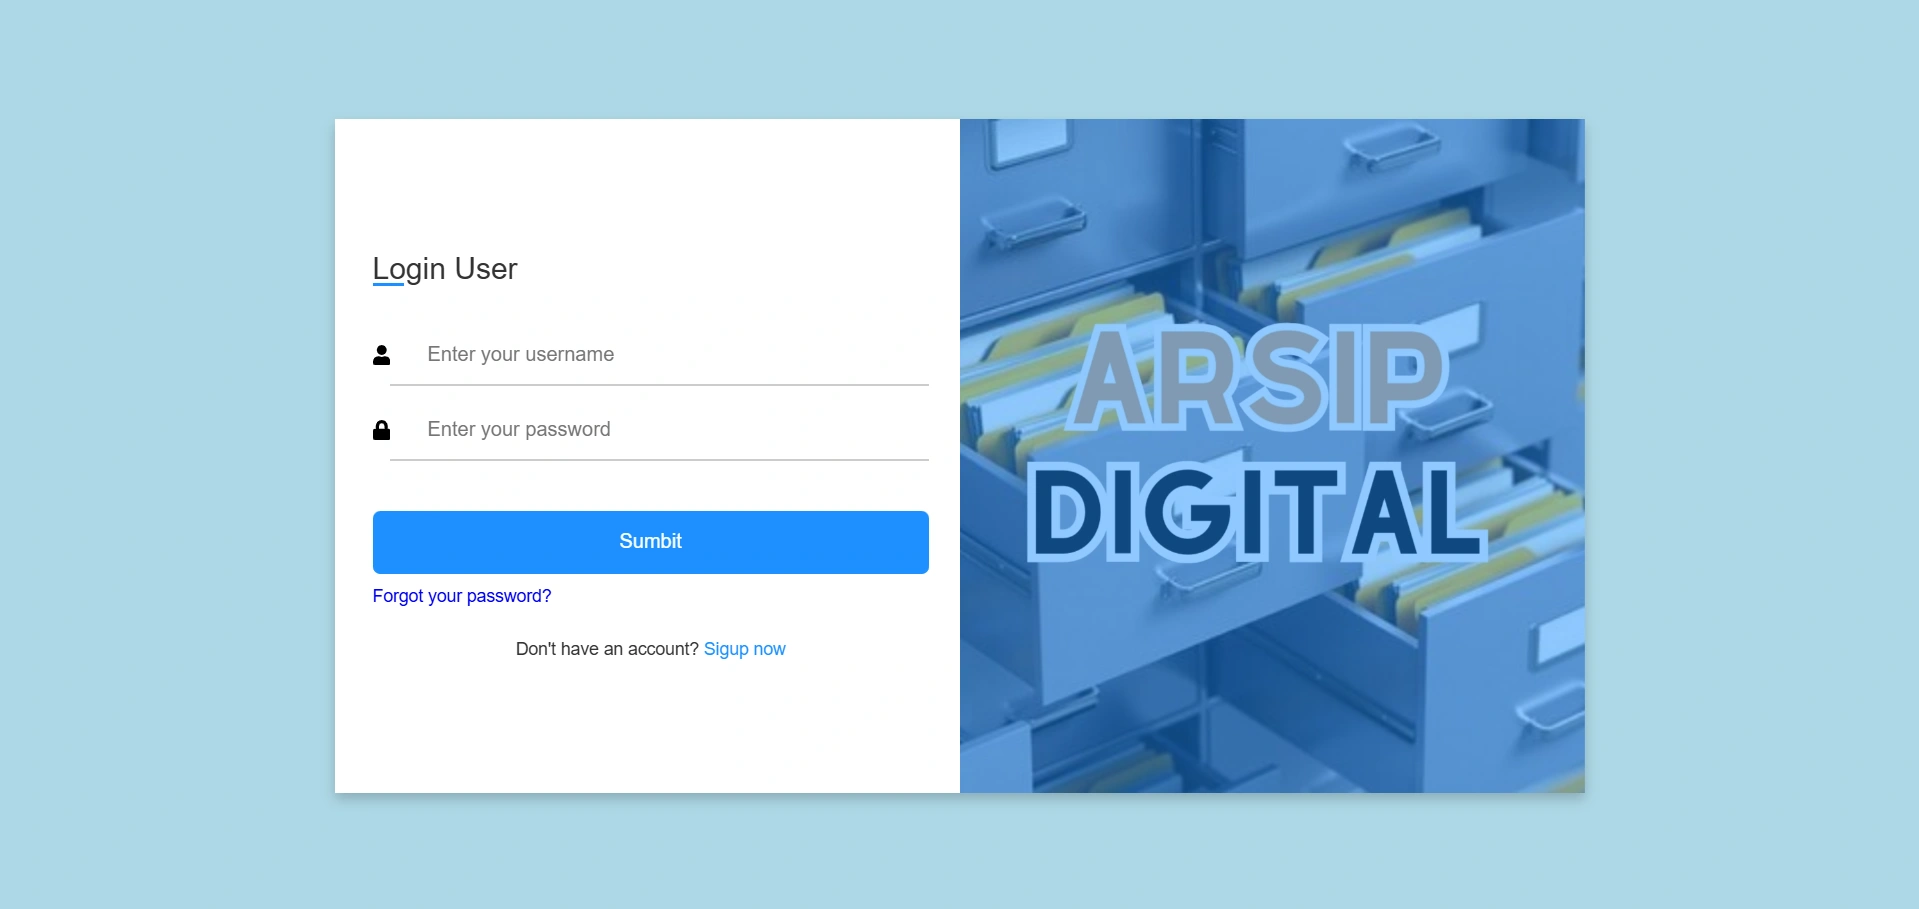 Login User
Enter your username
Enter your password
Sumbit
Forgot your password?
Don't have an account? Sigup now
ARSIP
DIGITAL